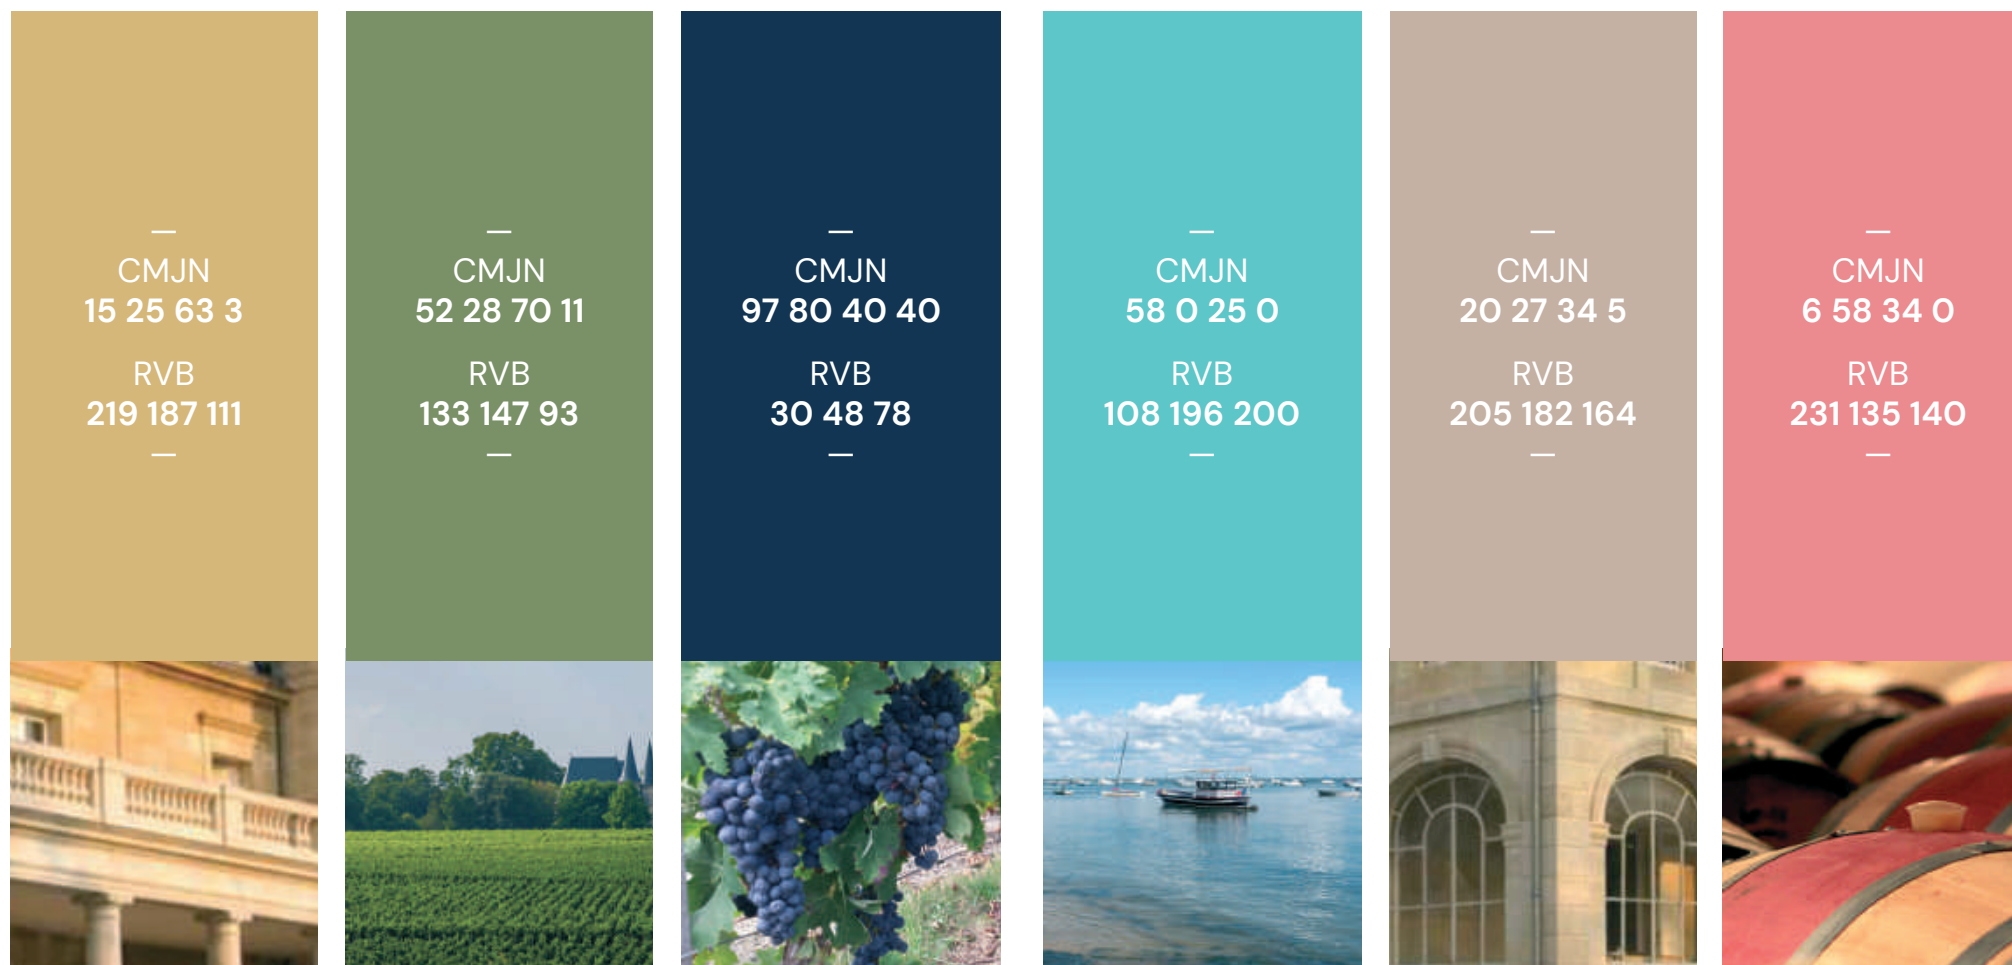 —
CMJN
15 25 63 3
RVB
219 187 111
—
—
CMJN
52 28 70 11
RVB
133 147 93
—
—
CMJN
97 80 40 40
RVB
30 48 78
—
—
CMJN
58 0 25 0
RVB
108 196 200
—
—
CMJN
20 27 34 5
RVB
205 182 164
—
—
CMJN
6 58 34 0
RVB
231 135 140
—